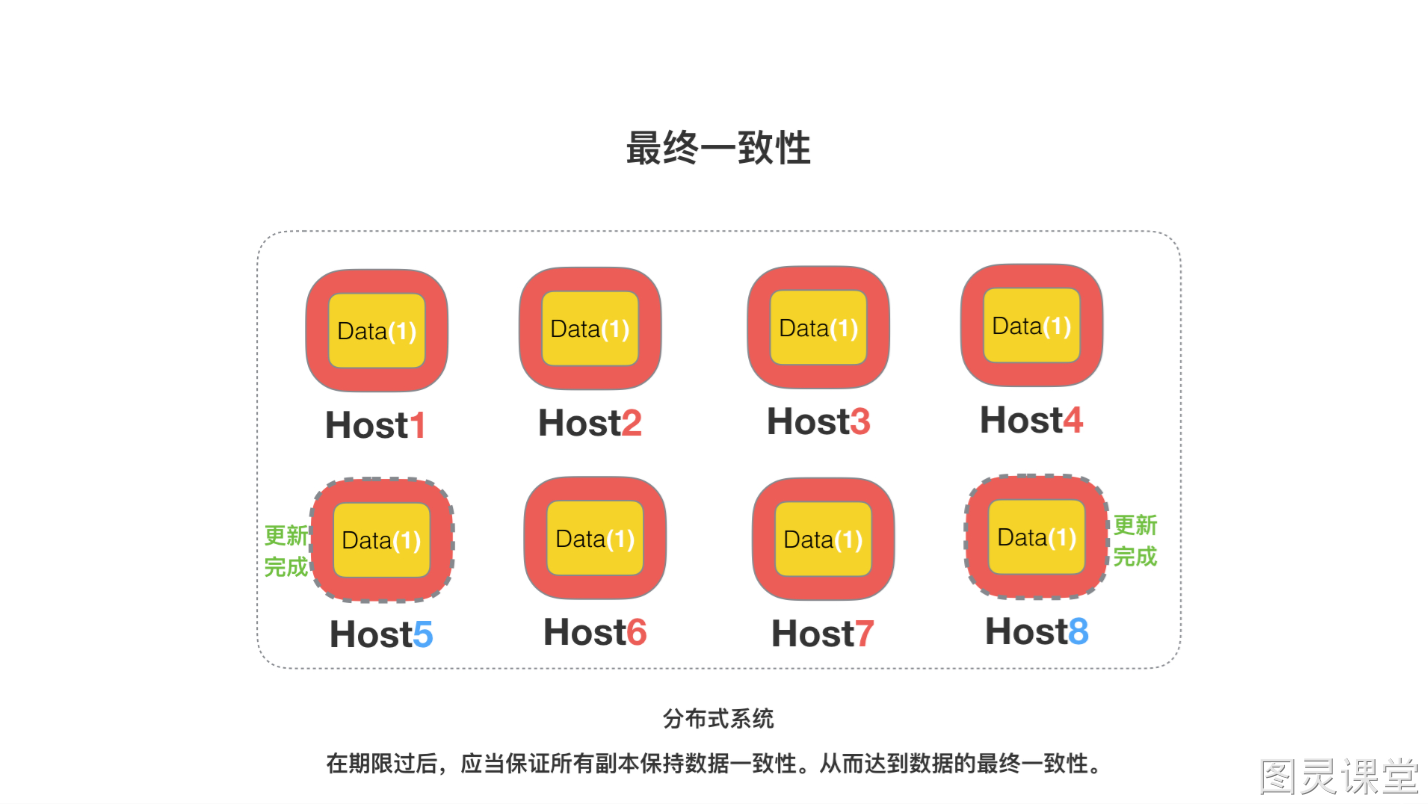 最终一致性
Data(1) Data(1) Data(1) Data(1)
Host1 Host2 Host3 Host4
更新
完成
Data(1) Data(1) Data(1) Data(1)
更新
完成
Host5 Host6 Host7 Host8
分布式系统
在期限过后，应当保证所有副本保持数据一致性。从而达到数据的最终一致性。
图灵课堂